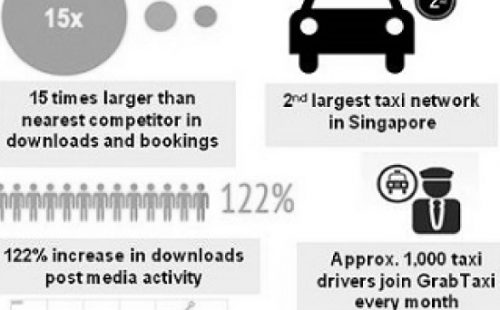 15x
2nd
15 times larger than
nearest competitor in
downloads and bookings
2nd largest taxi network
in Singapore
122%
122% increase in downloads
post media activity
Approx. 1,000 taxi
drivers join GrabTaxi
every month